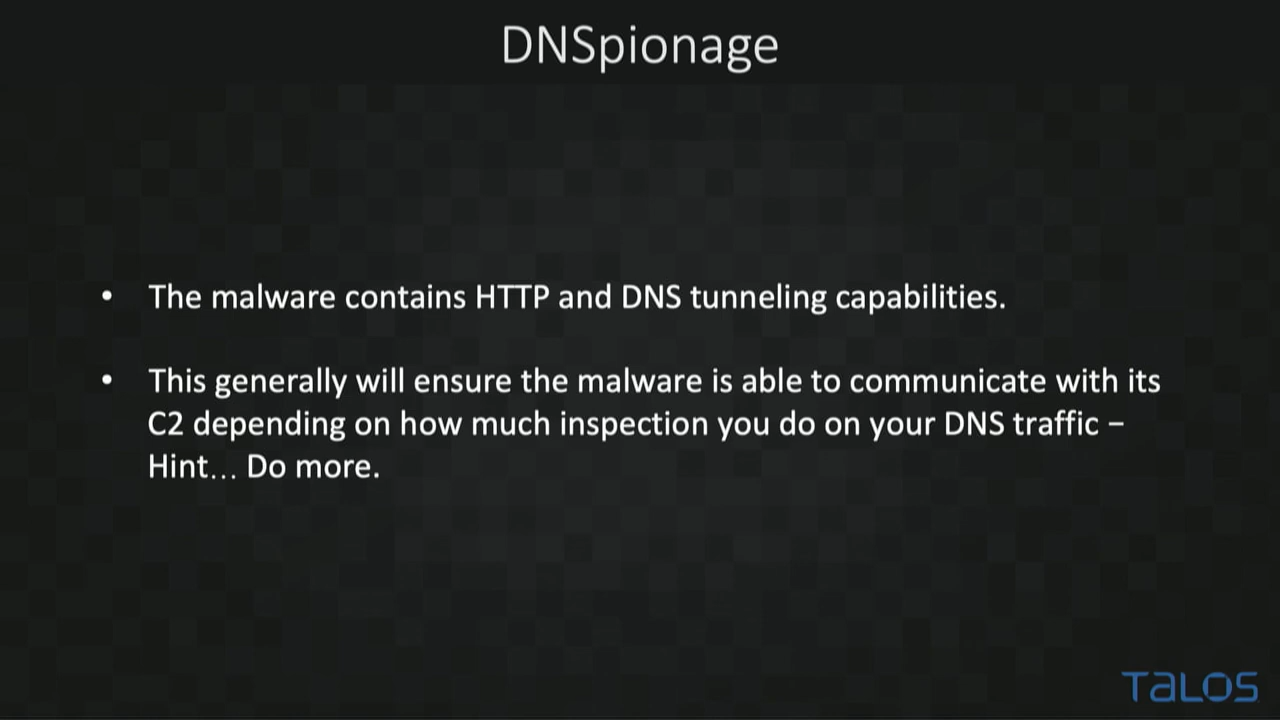 DNSpionage
• The malware contains HTTP and DNS tunneling capabilities.
• This generally will ensure the malware is able to communicate with its
C2 depending on how much inspection you do on your DNS traffic –
Hint... Do more.
TALOS